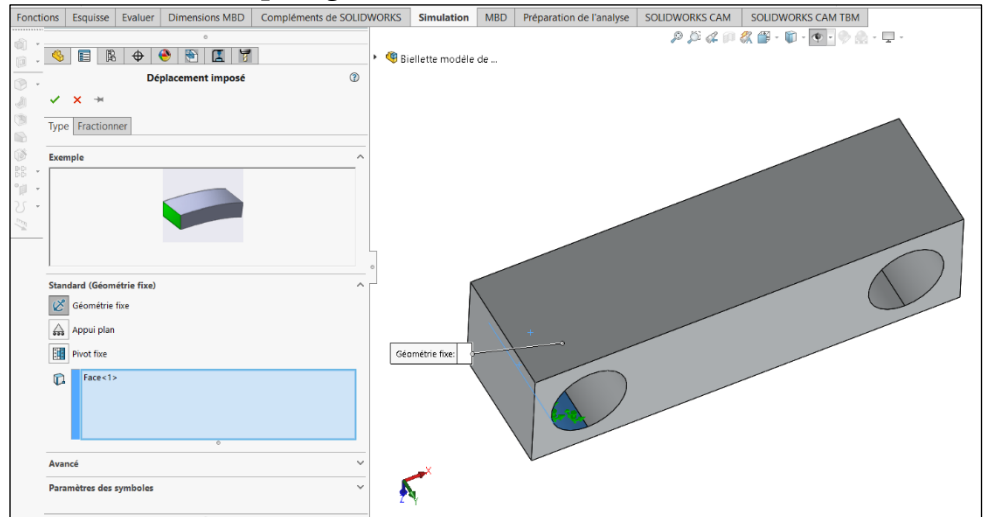 Fonctions Esquisse Evaluer Dimensions MBD Compléments de SOLIDWORKS Simulation MBD Préparation de l'analyse SOLIDWORKS CAM SOLIDWORKS CAM TBM
Biellette modèle de ...
Déplacement imposé
Type Fractionner
Exemple
Standard (Géométrie fixe)
Géométrie fixe
Appui plan
Pivot fixe
Face<1>
Avancé
Paramètres des symboles
Géométrie fixe:
X
Y
Z